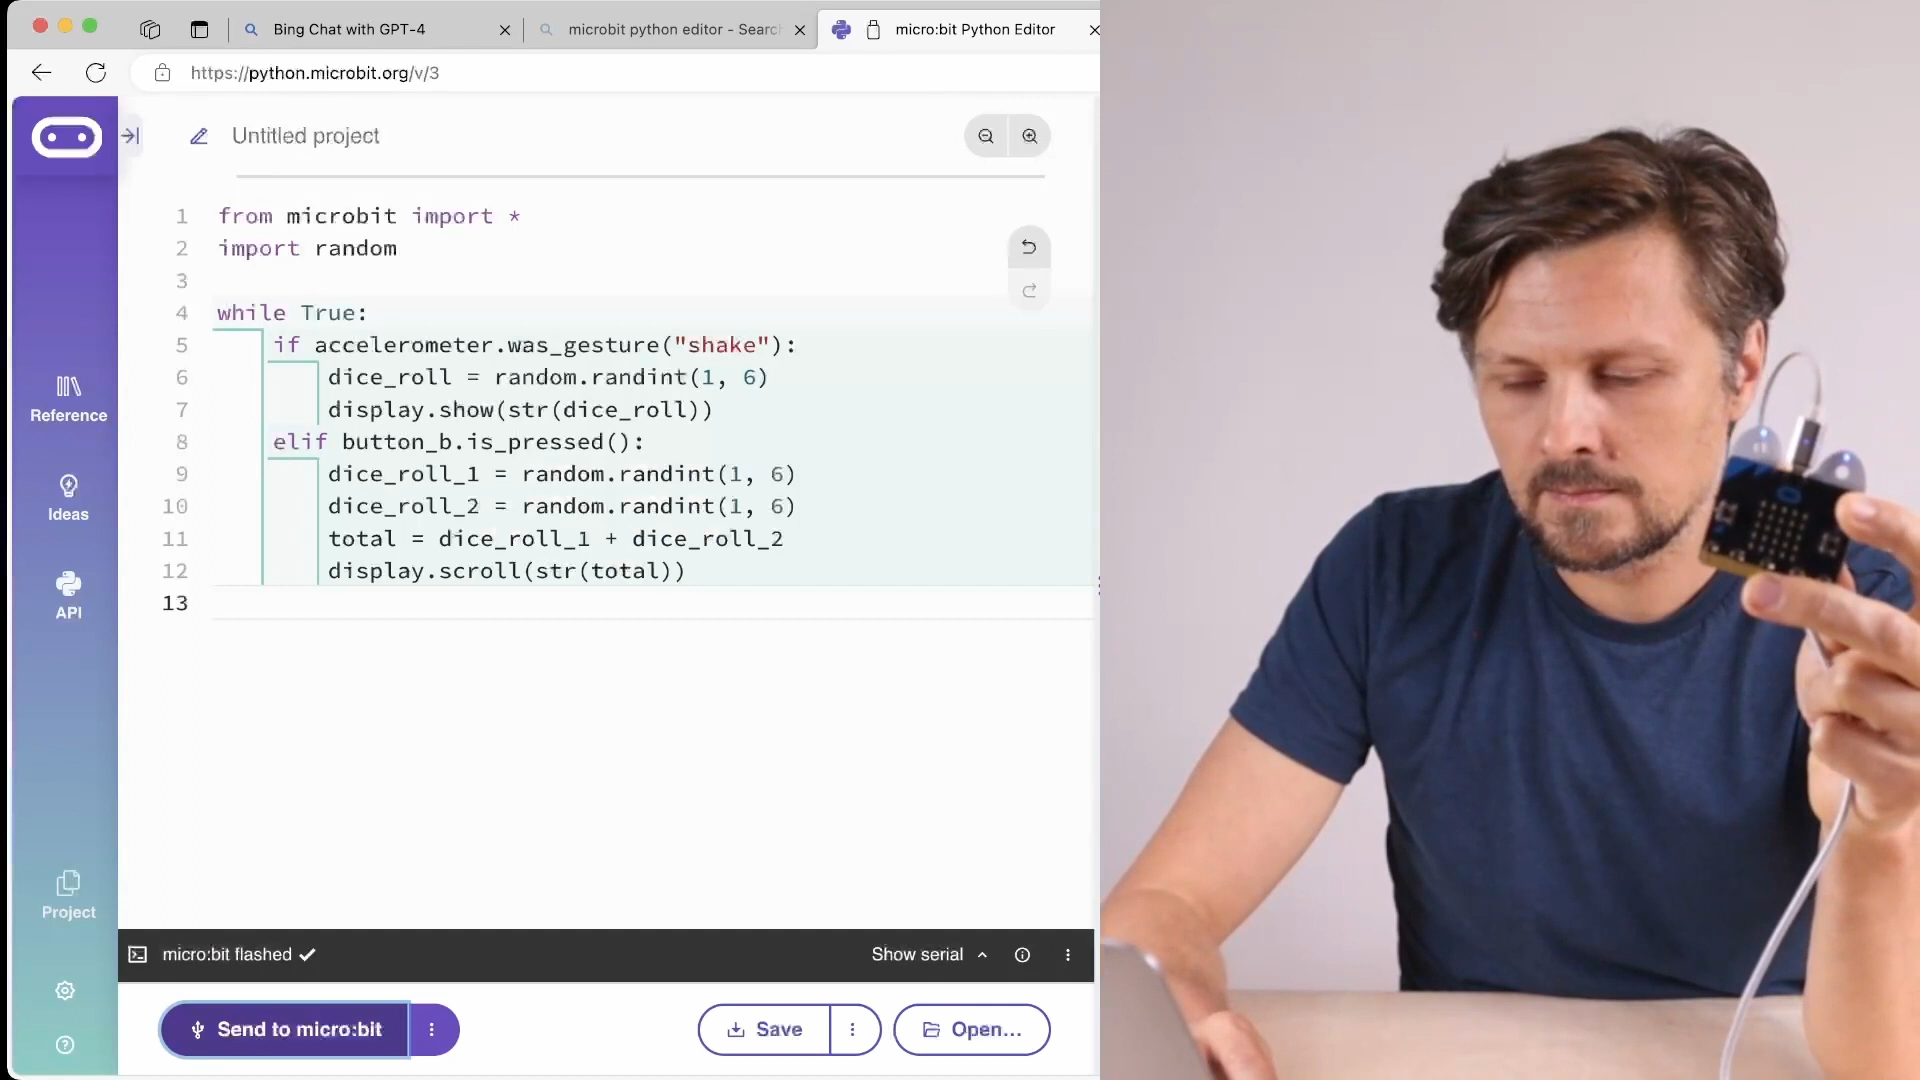 Bing Chat with GPT-4
microbit python editor - Searc
micro:bit Python Editor
https://python.microbit.org/v/3
Untitled project
1 from microbit import *
2 import random
3
4 while True:
5 if accelerometer.was_gesture("shake"):
6 dice_roll = random.randint(1, 6)
7 display.show(str(dice_roll))
8 elif button_b.is_pressed():
9 dice_roll_1 = random.randint(1, 6)
10 dice_roll_2 = random.randint(1, 6)
11 total = dice_roll_1 + dice_roll_2
12 display.scroll(str(total))
13
Reference
Ideas
API
Project
micro:bit flashed
Show serial
Send to micro:bit
Save
Open...